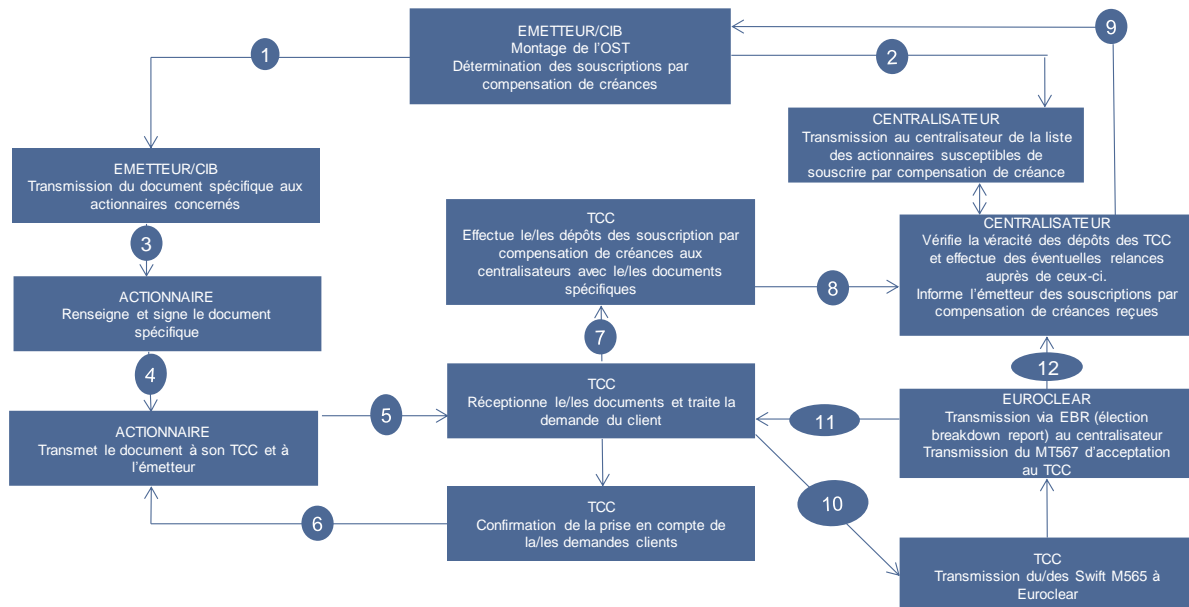 EMETTEUR/CIB
Montage de l'OST
Détermination des souscriptions par
compensation de créances
1
2
9
EMETTEUR/CIB
Transmission du document spécifique aux
actionnaires concernés
CENTRALISATEUR
Transmission au centralisateur de la liste
des actionnaires susceptibles de
souscrire par compensation de créance
3
TCC
Effectue le/les dépôts des souscription par
compensation de créances aux
centralisateurs avec le/les documents
spécifiques
8
CENTRALISATEUR
Vérifie la véracité des dépôts des TCC
et effectue des éventuelles relances
auprès de ceux-ci.
Informe l'émetteur des souscriptions par
compensation de créances reçues
ACTIONNAIRE
Renseigne et signe le document
spécifique
7
12
4
5
TCC
Réceptionne le/les documents et traite la
demande du client
11
EUROCLEAR
Transmission via EBR (élection
breakdown report) au centralisateur
Transmission du MT567 d'acceptation
au TCC
ACTIONNAIRE
Transmet le document à son TCC et à
l'émetteur
10
6
TCC
Confirmation de la prise en compte de
la/les demandes clients
TCC
Transmission du/des Swift M565 à
Euroclear